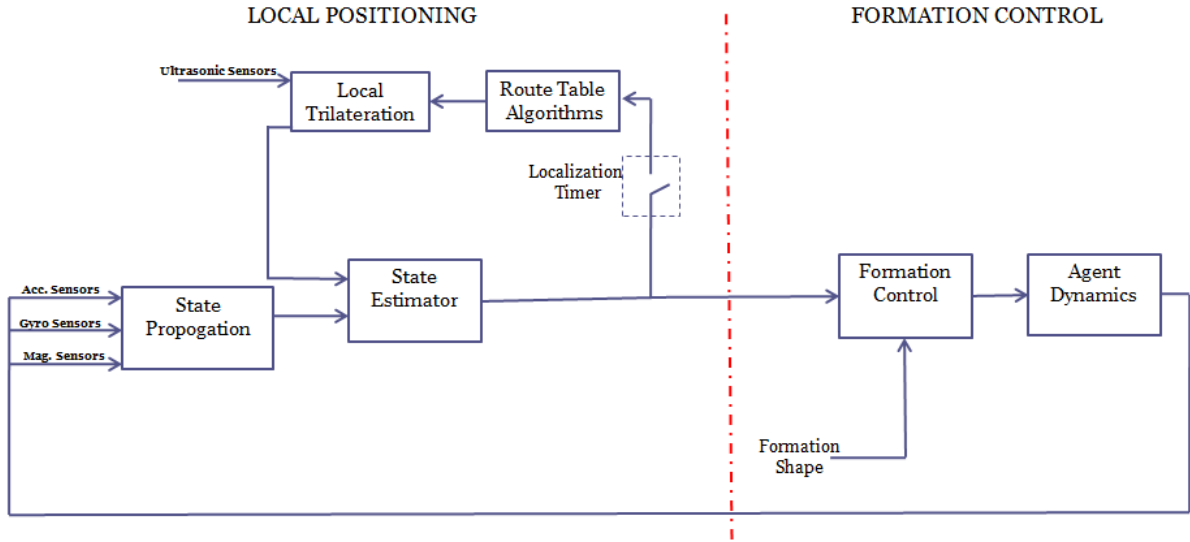 LOCAL POSITIONING
FORMATION CONTROL
Ultrasonic Sensors
Local
Trilateration
Route Table
Algorithms
Localization
Timer
State
Estimator
Formation
Control
Agent
Dynamics
Acc. Sensors
Gyro Sensors
Mag. Sensors
State
Propogation
Formation
Shape